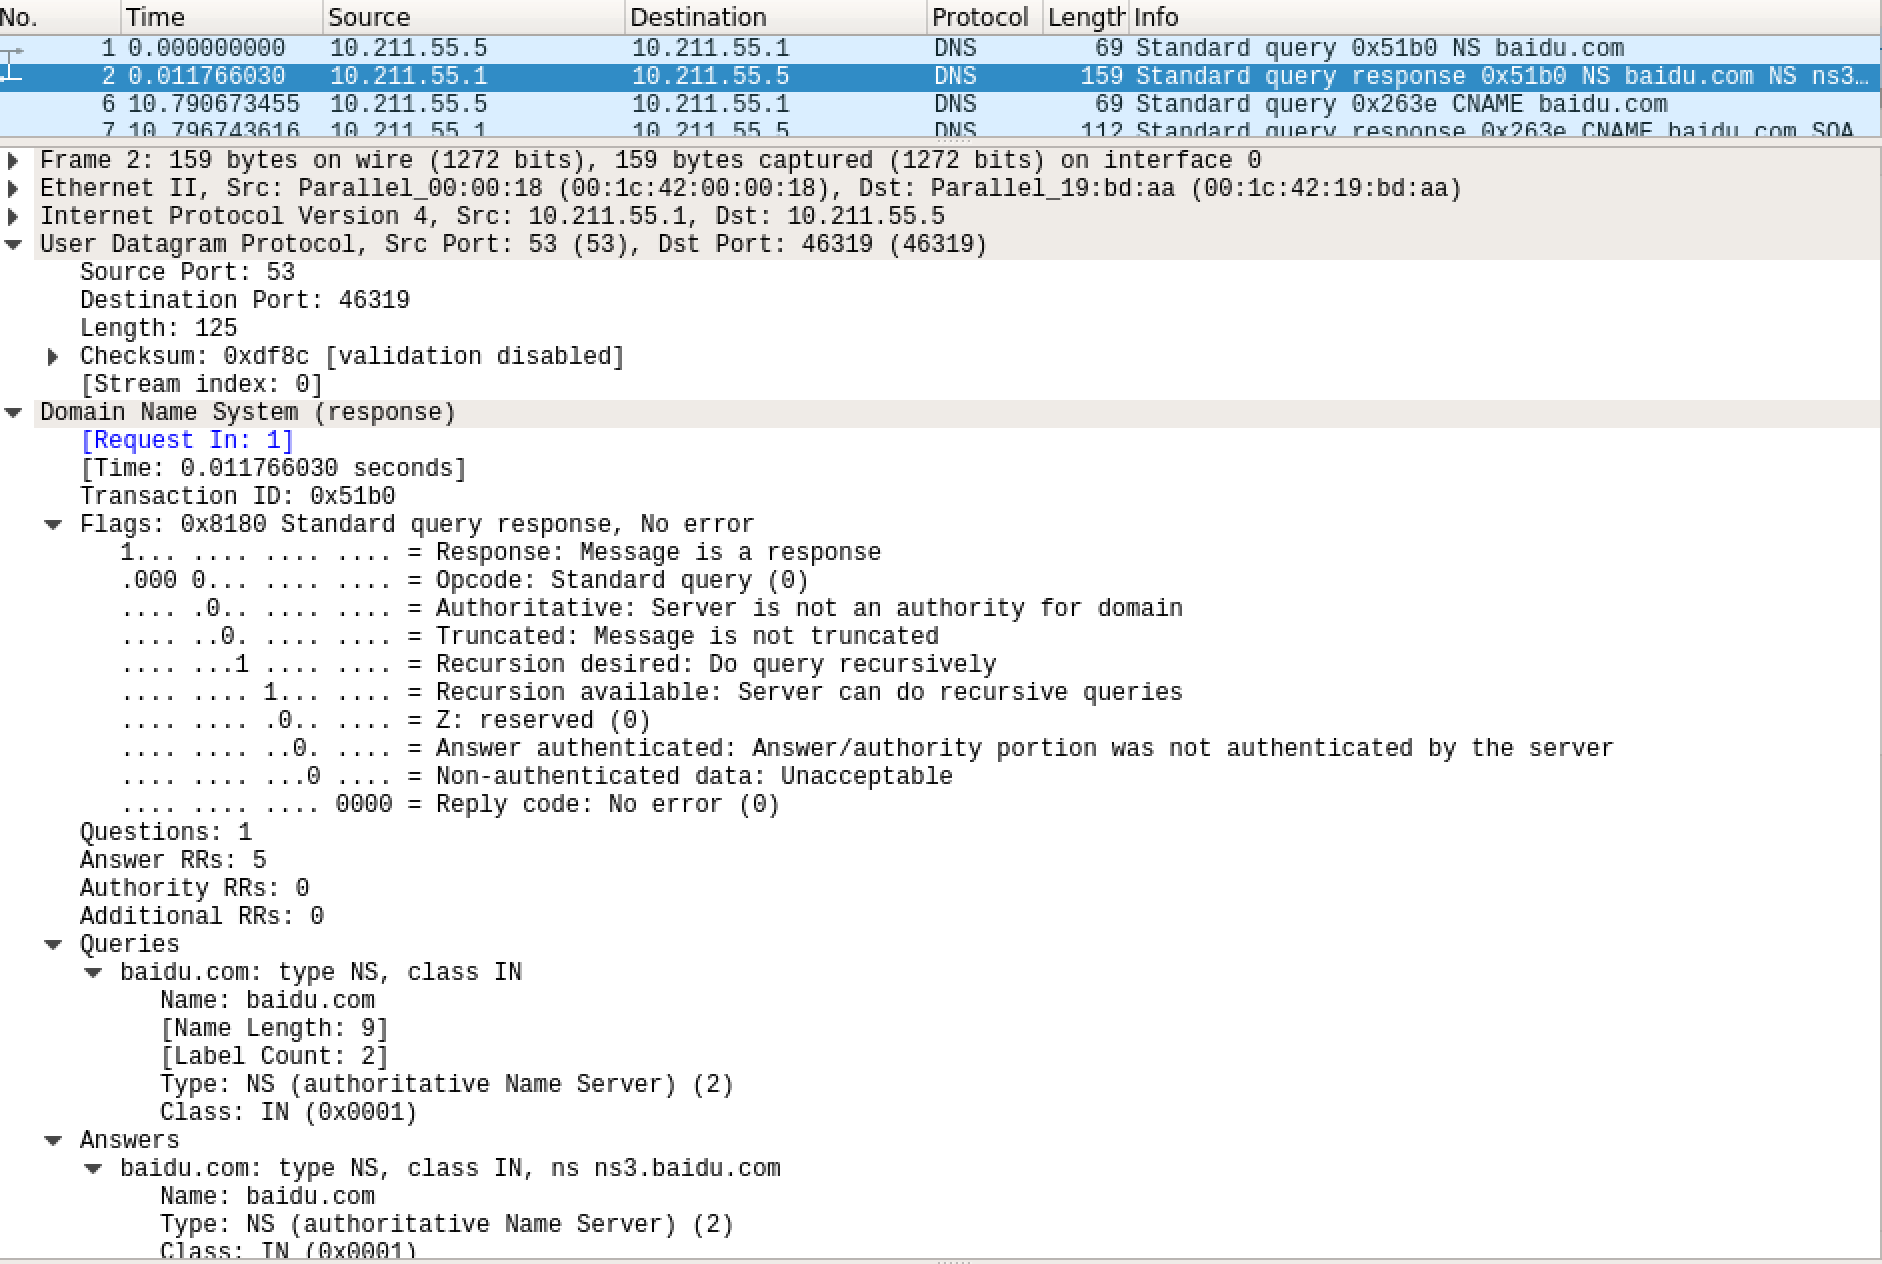 No. Time Source Destination Protocol Length Info
1 0.000000000 10.211.55.5 10.211.55.1 DNS 69 Standard query 0x51b0 NS baidu.com
2 0.011766030 10.211.55.1 10.211.55.5 DNS 159 Standard query response 0x51b0 NS baidu.com NS ns3…
6 10.790673455 10.211.55.5 10.211.55.1 DNS 69 Standard query 0x263e CNAME baidu.com
7 10.796743616 10.211.55.1 10.211.55.5 DNS 112 Standard query response 0x263e CNAME baidu.com SOA
Frame 2: 159 bytes on wire (1272 bits), 159 bytes captured (1272 bits) on interface 0
Ethernet II, Src: Parallel_00:00:18 (00:1c:42:00:00:18), Dst: Parallel_19:bd:aa (00:1c:42:19:bd:aa)
Internet Protocol Version 4, Src: 10.211.55.1, Dst: 10.211.55.5
User Datagram Protocol, Src Port: 53 (53), Dst Port: 46319 (46319)
Source Port: 53
Destination Port: 46319
Length: 125
Checksum: 0xdf8c [validation disabled]
[Stream index: 0]
Domain Name System (response)
[Request In: 1]
[Time: 0.011766030 seconds]
Transaction ID: 0x51b0
Flags: 0x8180 Standard query response, No error
1... .... .... .... = Response: Message is a response
.000 0... .... .... = Opcode: Standard query (0)
.... .0.. .... .... = Authoritative: Server is not an authority for domain
.... ..0. .... .... = Truncated: Message is not truncated
.... ...1 .... .... = Recursion desired: Do query recursively
.... .... 1... .... = Recursion available: Server can do recursive queries
.... .... .0.. .... = Z: reserved (0)
.... .... ..0. .... = Answer authenticated: Answer/authority portion was not authenticated by the server
.... .... ...0 .... = Non-authenticated data: Unacceptable
.... .... .... 0000 = Reply code: No error (0)
Questions: 1
Answer RRs: 5
Authority RRs: 0
Additional RRs: 0
Queries
baidu.com: type NS, class IN
Name: baidu.com
[Name Length: 9]
[Label Count: 2]
Type: NS (authoritative Name Server) (2)
Class: IN (0x0001)
Answers
baidu.com: type NS, class IN, ns ns3.baidu.com
Name: baidu.com
Type: NS (authoritative Name Server) (2)
Class: IN (0x0001)